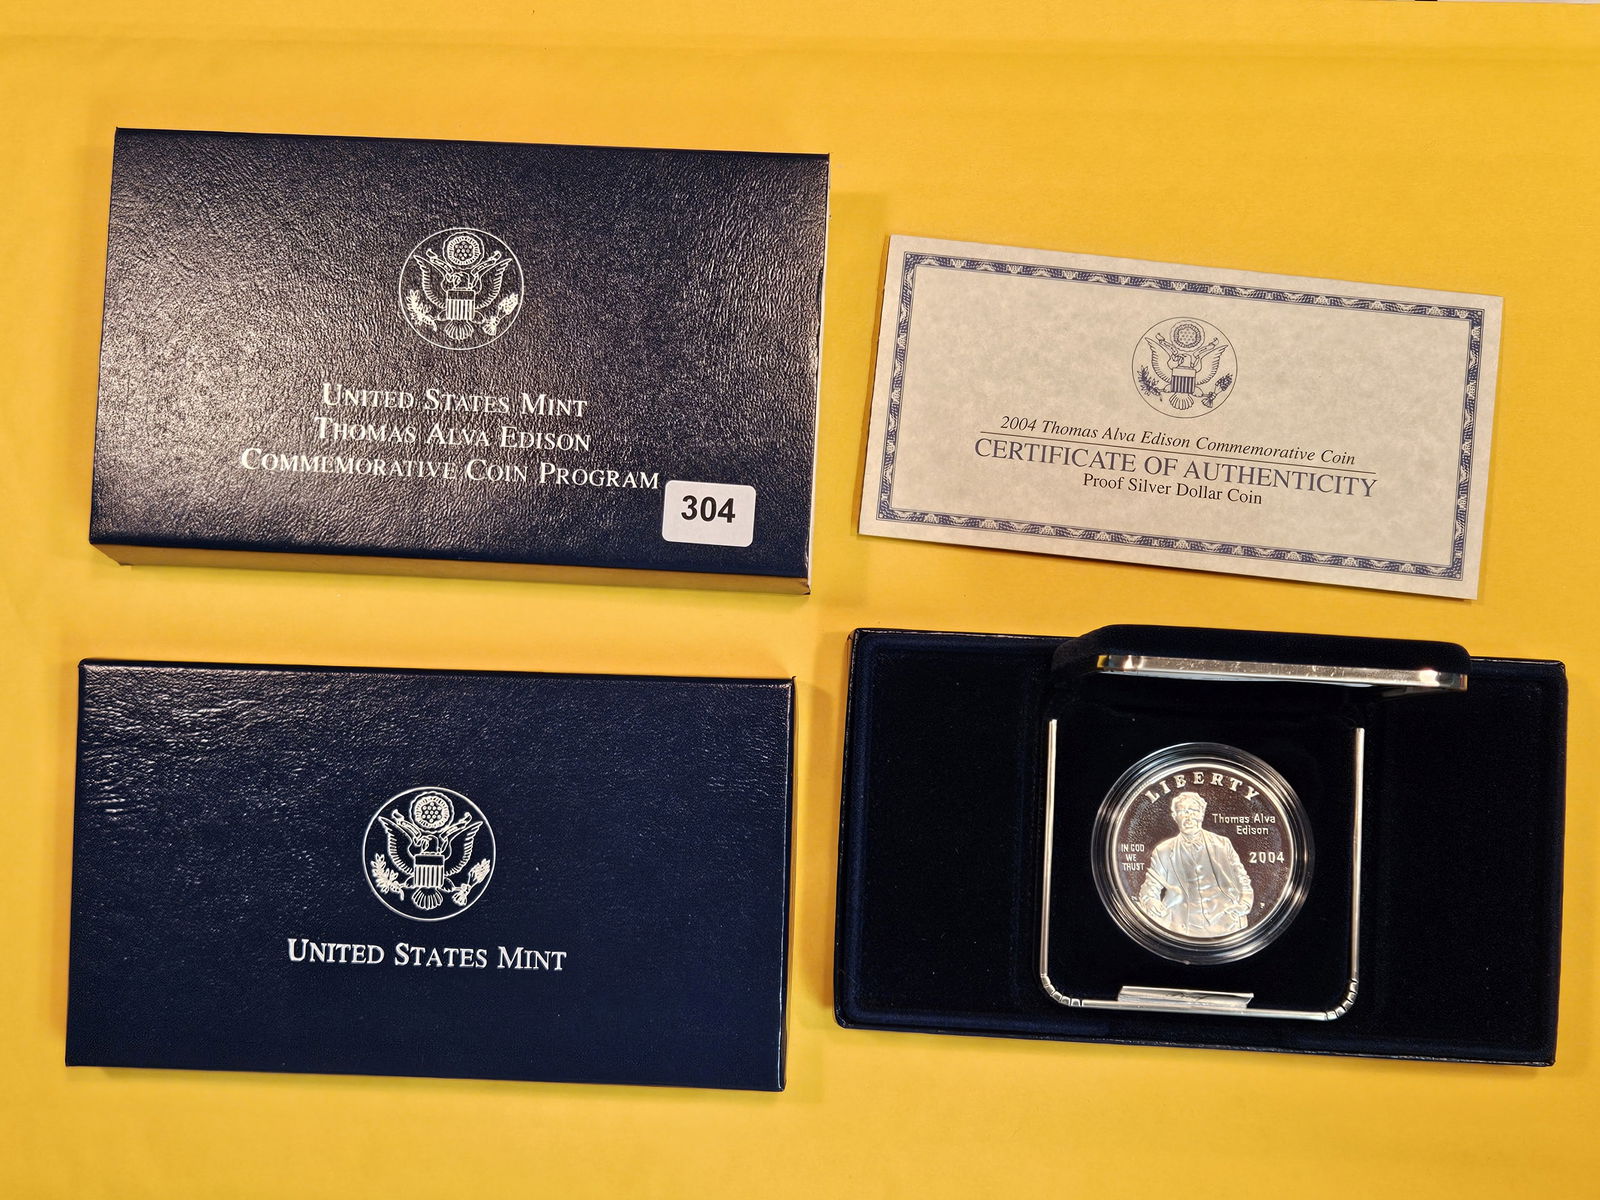 UNITED STATES MINT
THOMAS ALVA EDISON
COMMEMORATIVE COIN PROGRAM
304
2004 Thomas Alva Edison Commemorative Coin
CERTIFICATE OF AUTHENTICITY
Proof Silver Dollar Coin
UNITED STATES MINT
LIBERTY
Thomas Alva
Edison
IN GOD
WE
TRUST
2004
P